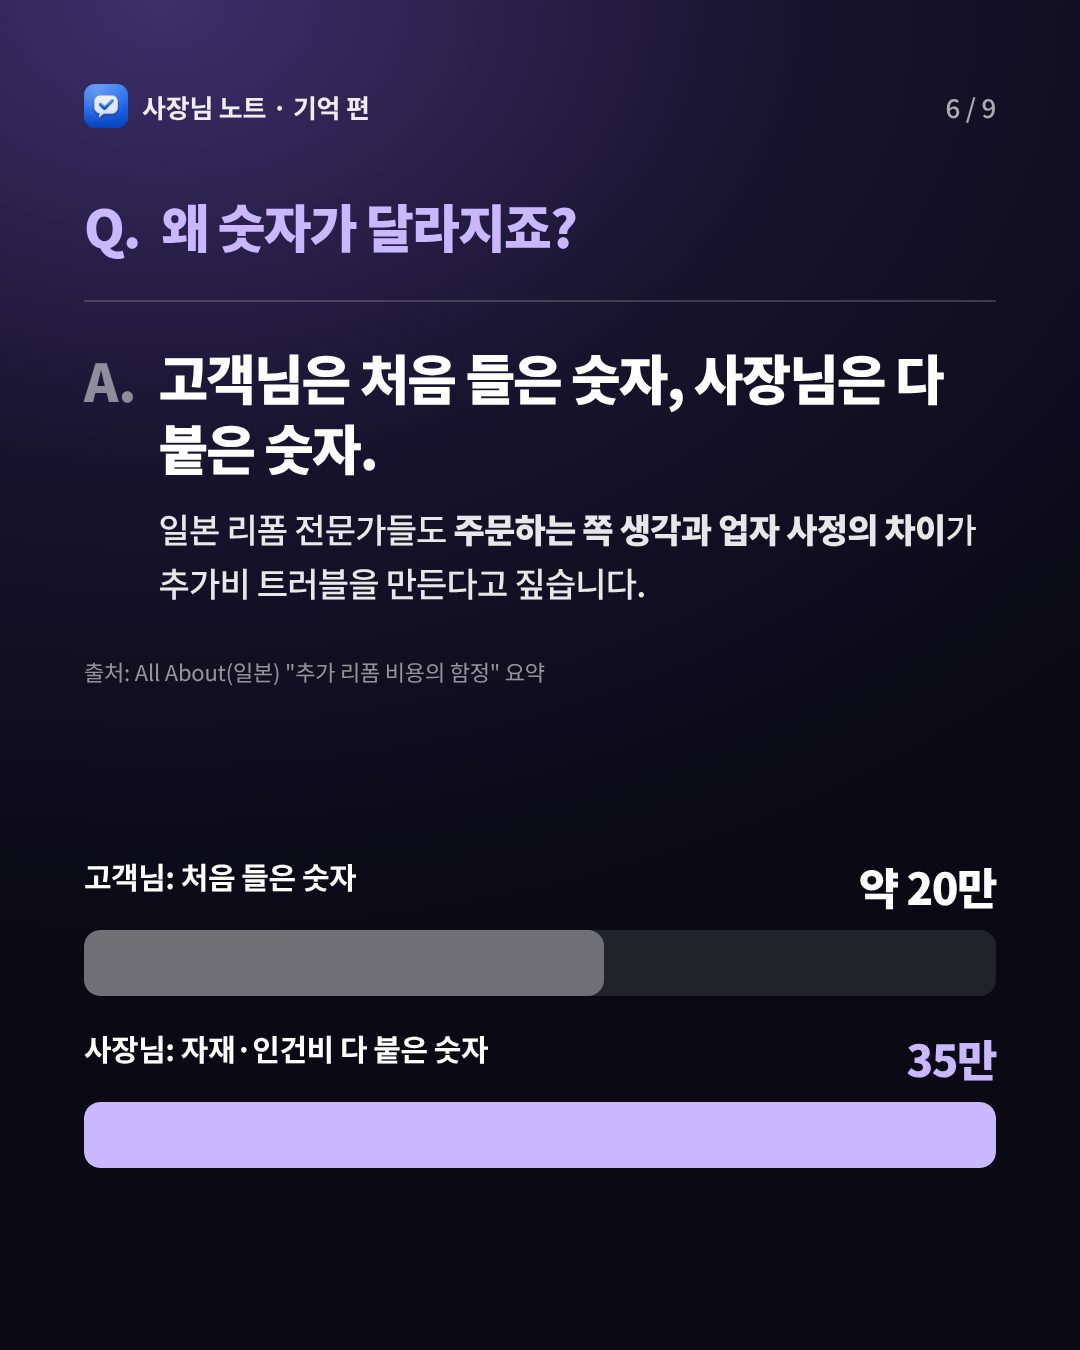 사장님 노트 · 기억 편
6 / 9
Q. 왜 숫자가 달라지죠?
A. 고객님은 처음 들은 숫자, 사장님은 다
붙은 숫자.
일본 리폼 전문가들도 주문하는 쪽 생각과 업자 사정의 차이가
추가비 트러블을 만든다고 짚습니다.
출처: All About(일본) "추가 리폼 비용의 함정" 요약
고객님: 처음 들은 숫자
약 20만
사장님: 자재·인건비 다 붙은 숫자
35만